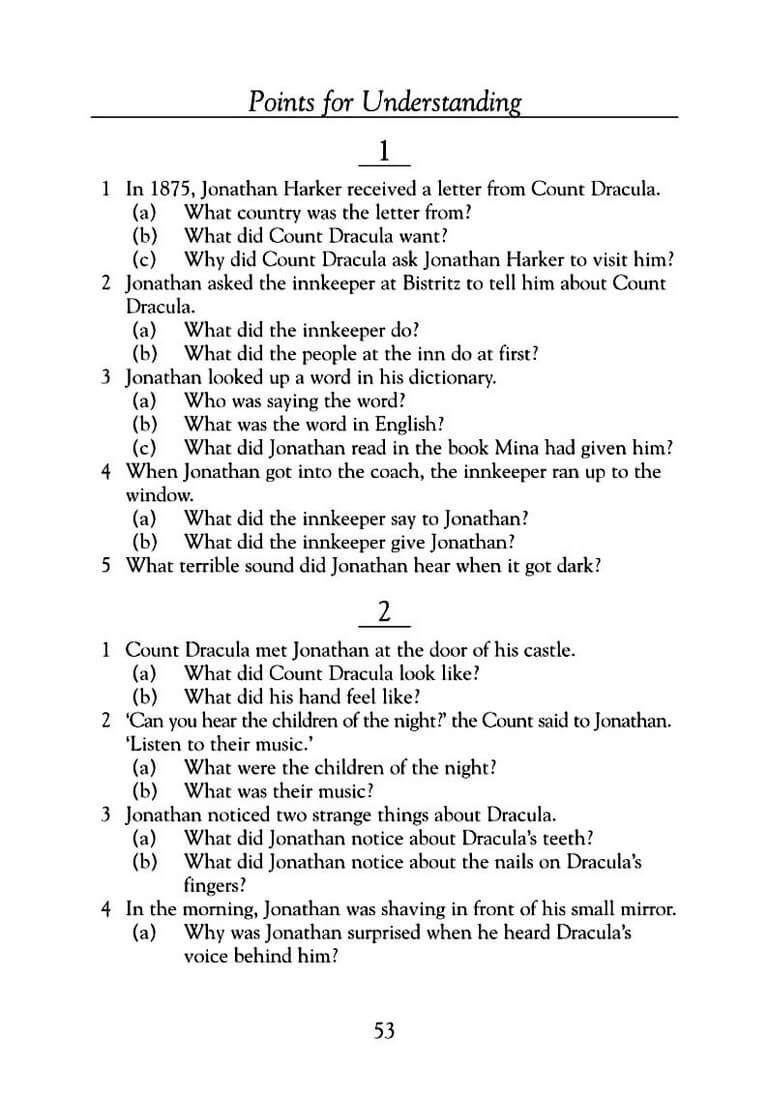 Points for Understanding
1
1 In 1875, Jonathan Harker received a letter from Count Dracula.
(a) What country was the letter from?
(b) What did Count Dracula want?
(c) Why did Count Dracula ask Jonathan Harker to visit him?
2 Jonathan asked the innkeeper at Bistritz to tell him about Count
Dracula.
(a) What did the innkeeper do?
(b) What did the people at the inn do at first?
3 Jonathan looked up a word in his dictionary.
(a) Who was saying the word?
(b) What was the word in English?
(c) What did Jonathan read in the book Mina had given him?
4 When Jonathan got into the coach, the innkeeper ran up to the
window.
(a) What did the innkeeper say to Jonathan?
(b) What did the innkeeper give Jonathan?
5 What terrible sound did Jonathan hear when it got dark?
2
1 Count Dracula met Jonathan at the door of his castle.
(a) What did Count Dracula look like?
(b) What did his hand feel like?
2 ‘Can you hear the children of the night?’ the Count said to Jonathan.
‘Listen to their music.’
(a) What were the children of the night?
(b) What was their music?
3 Jonathan noticed two strange things about Dracula.
(a) What did Jonathan notice about Dracula’s teeth?
(b) What did Jonathan notice about the nails on Dracula’s
fingers?
4 In the morning, Jonathan was shaving in front of his small mirror.
(a) Why was Jonathan surprised when he heard Dracula’s
voice behind him?
53